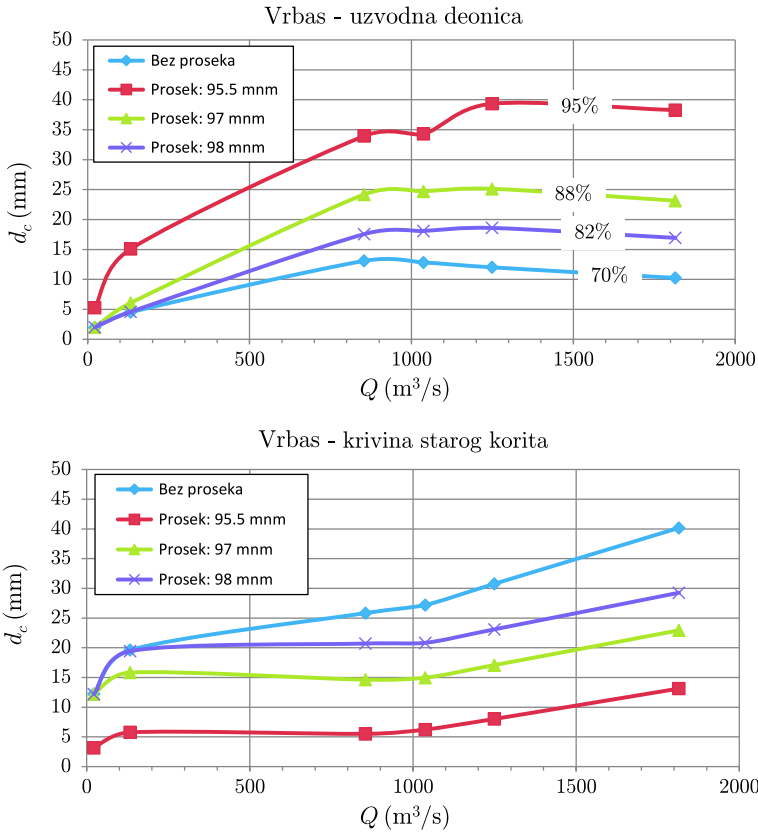 Vrbas - uzvodna deonica
50
45
40
35
30
25
20
15
10
5
0
d_c (mm)
Bez proseka
Prosek: 95.5 mnm
Prosek: 97 mnm
Prosek: 98 mnm
95%
88%
82%
70%
0 500 1000 1500 2000
Q (m³/s)
Vrbas - krivina starog korita
50
45
40
35
30
25
20
15
10
5
0
d_c (mm)
Bez proseka
Prosek: 95.5 mnm
Prosek: 97 mnm
Prosek: 98 mnm
0 500 1000 1500 2000
Q (m³/s)